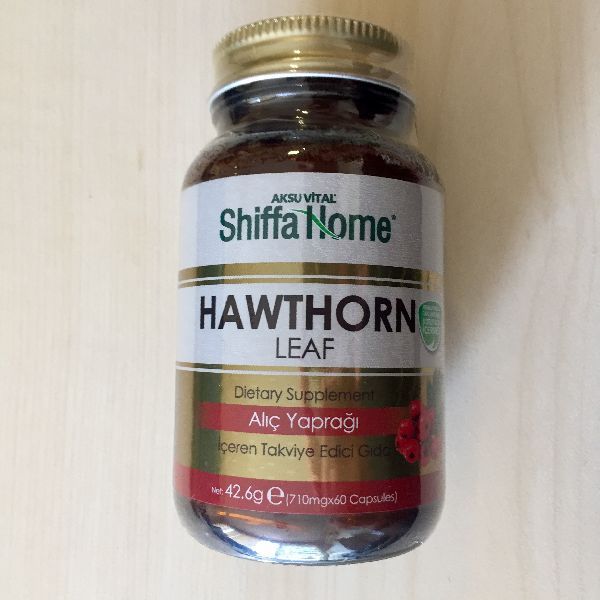 AKSU VİTAL
Shiffa Home
HAWTHORN
LEAF
Dietary Supplement
Alıç Yaprağı
İçeren Takviye Edici Gıda
Net: 42.6g ℮ (710mgx60 Capsules)